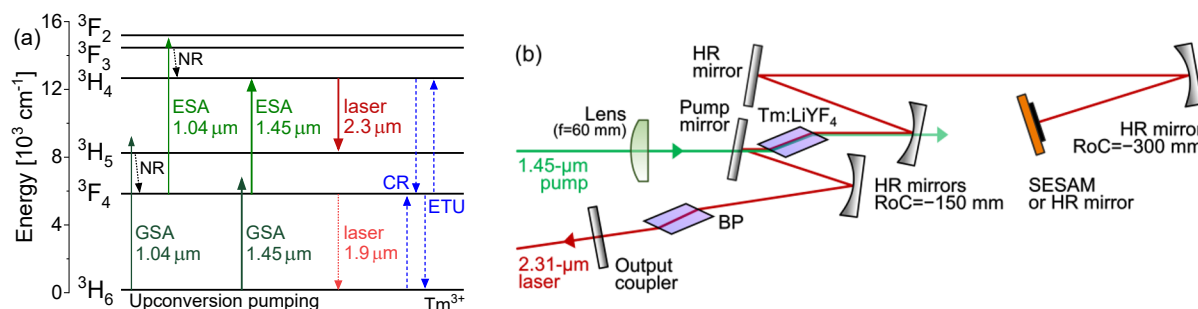 (a)
16
12
8
4
0
Energy [10³ cm⁻¹]
³F₂
³F₃
³H₄
³H₅
³F₄
³H₆
NR
ESA
1.04 μm
ESA
1.45 μm
laser
2.3 μm
NR
CR
ETU
GSA
1.04 μm
GSA
1.45 μm
laser
1.9 μm
Upconversion pumping
Tm³⁺
(b)
HR
mirror
Lens
(f=60 mm)
Pump
mirror
Tm:LiYF₄
1.45-μm
pump
HR mirror
RoC=−300 mm
HR mirrors
RoC=−150 mm
SESAM
or HR mirror
BP
2.31-μm
laser
Output
coupler